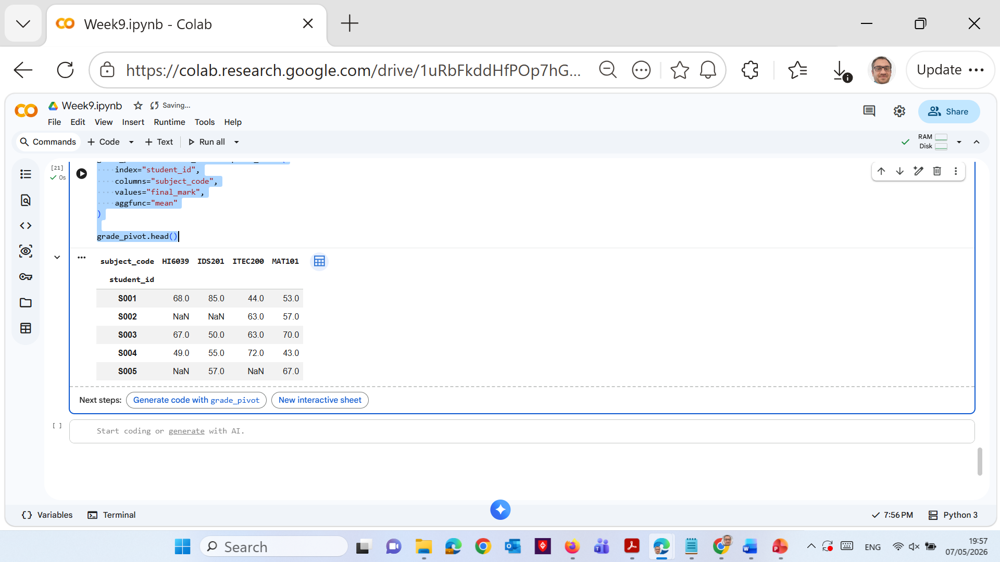 Week9.ipynb - Colab
https://colab.research.google.com/drive/1uRbFkddHfPOp7hG...
Update
Week9.ipynb
Saving...
File Edit View Insert Runtime Tools Help
Share
Commands + Code + Text Run all
RAM
Disk
[21]
0s
index="student_id",
columns="subject_code",
values="final_mark",
aggfunc="mean"
)
grade_pivot.head()
subject_code HI6039 IDS201 ITEC200 MAT101
student_id
S001 68.0 85.0 44.0 53.0
S002 NaN NaN 63.0 57.0
S003 67.0 50.0 63.0 70.0
S004 49.0 55.0 72.0 43.0
S005 NaN 57.0 NaN 67.0
Next steps: Generate code with grade_pivot New interactive sheet
[ ] Start coding or generate with AI.
{} Variables Terminal
7:56 PM Python 3
Search
ENG
19:57
07/05/2026